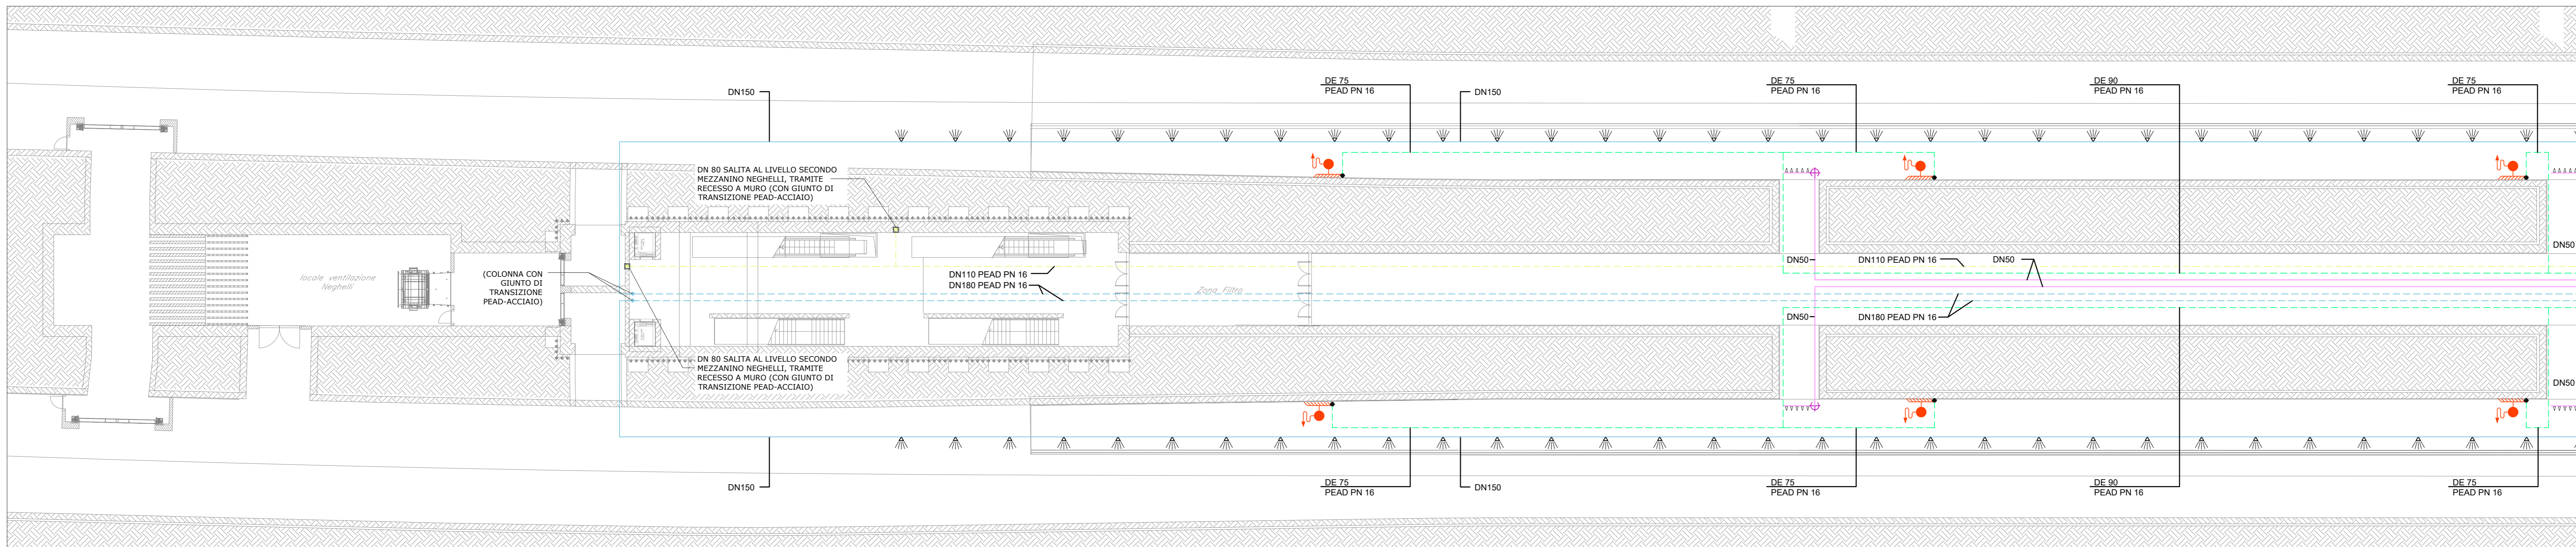 DE 75
PEAD PN 16
DE 75
PEAD PN 16
DE 90
PEAD PN 16
DE 75
PEAD PN 16
DN150
DN150
DN 80 SALITA AL LIVELLO SECONDO
MEZZANINO NEGHELLI, TRAMITE
RECESSO A MURO (CON GIUNTO DI
TRANSIZIONE PEAD-ACCIAIO)
locale ventilazione
Neghelli
(COLONNA CON
GIUNTO DI
TRANSIZIONE
PEAD-ACCIAIO)
DN110 PEAD PN 16
DN180 PEAD PN 16
Zona Filtro
DN50
DN110 PEAD PN 16
DN50
DN50
DN50
DN180 PEAD PN 16
DN 80 SALITA AL LIVELLO SECONDO
MEZZANINO NEGHELLI, TRAMITE
RECESSO A MURO (CON GIUNTO DI
TRANSIZIONE PEAD-ACCIAIO)
DN50
DN150
DE 75
PEAD PN 16
DN150
DE 75
PEAD PN 16
DE 90
PEAD PN 16
DE 75
PEAD PN 16